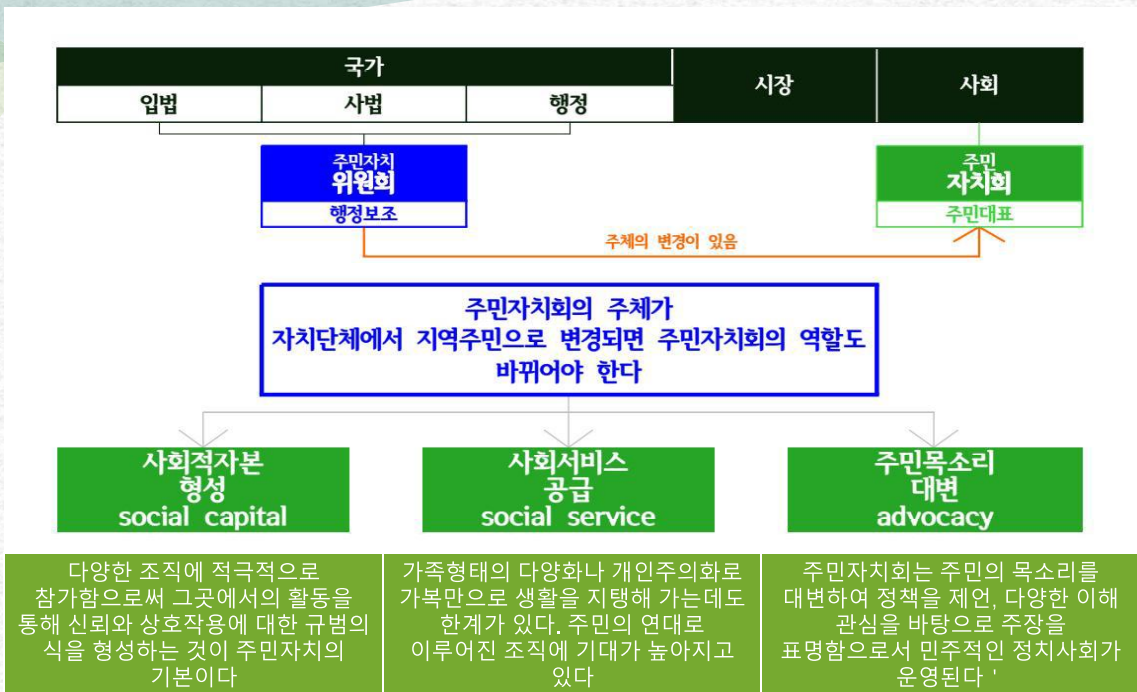 국가
시장
사회
입법
사법
행정
주민자치
위원회
행정보조
주민
자치회
주민대표
주체의 변경이 있음
주민자치회의 주체가
자치단체에서 지역주민으로 변경되면 주민자치회의 역할도
바뀌어야 한다
사회적자본
형성
social capital
사회서비스
공급
social service
주민목소리
대변
advocacy
다양한 조직에 적극적으로
참가함으로써 그곳에서의 활동을
통해 신뢰와 상호작용에 대한 규범의
식을 형성하는 것이 주민자치의
기본이다
가족형태의 다양화나 개인주의화로
가복만으로 생활을 지탱해 가는데도
한계가 있다. 주민의 연대로
이루어진 조직에 기대가 높아지고
있다
주민자치회는 주민의 목소리를
대변하여 정책을 제언, 다양한 이해
관심을 바탕으로 주장을
표명함으로서 민주적인 정치사회가
운영된다 '